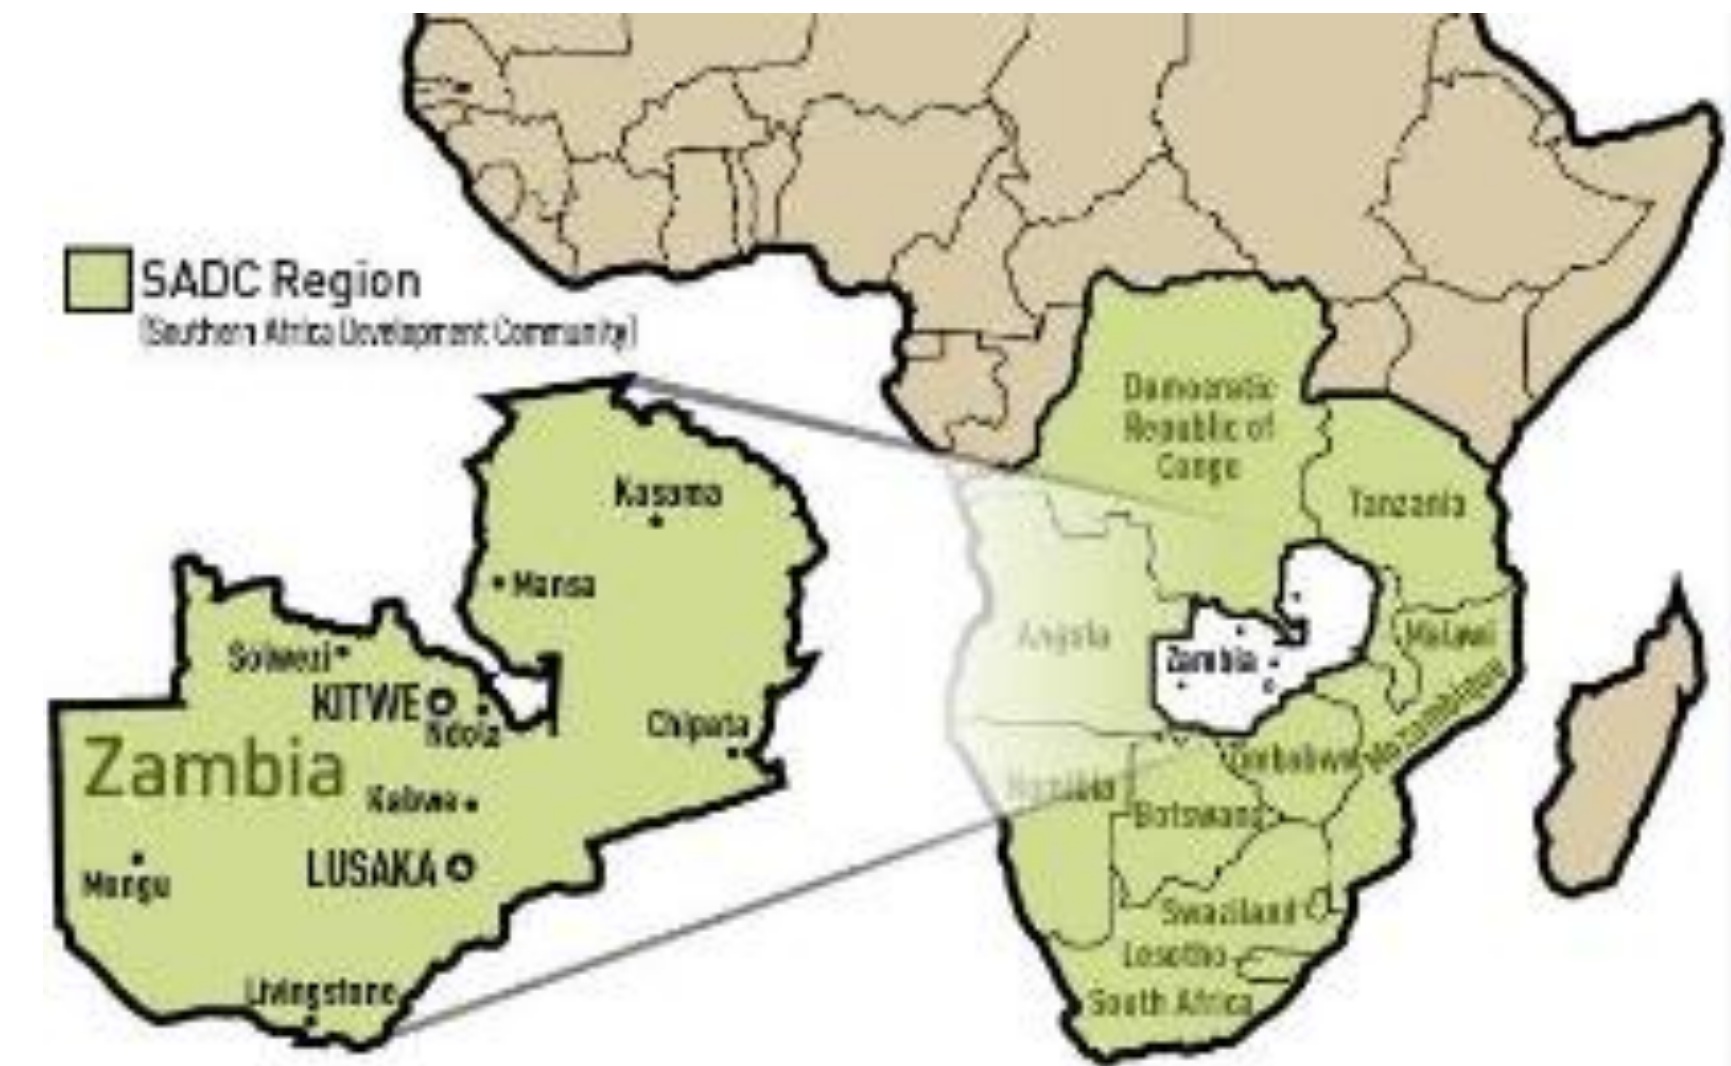 SADC Region
(Southern Africa Development Community)
Kasama
Mansa
Solwezi
KITWE
Ndola
Chipata
Zambia
Kabwe
LUSAKA
Mongu
Livingstone
Democratic
Republic of
Congo
Tanzania
Angola
Zambia
Malawi
Mozambique
Zimbabwe
Namibia
Botswana
Swaziland
Lesotho
South Africa